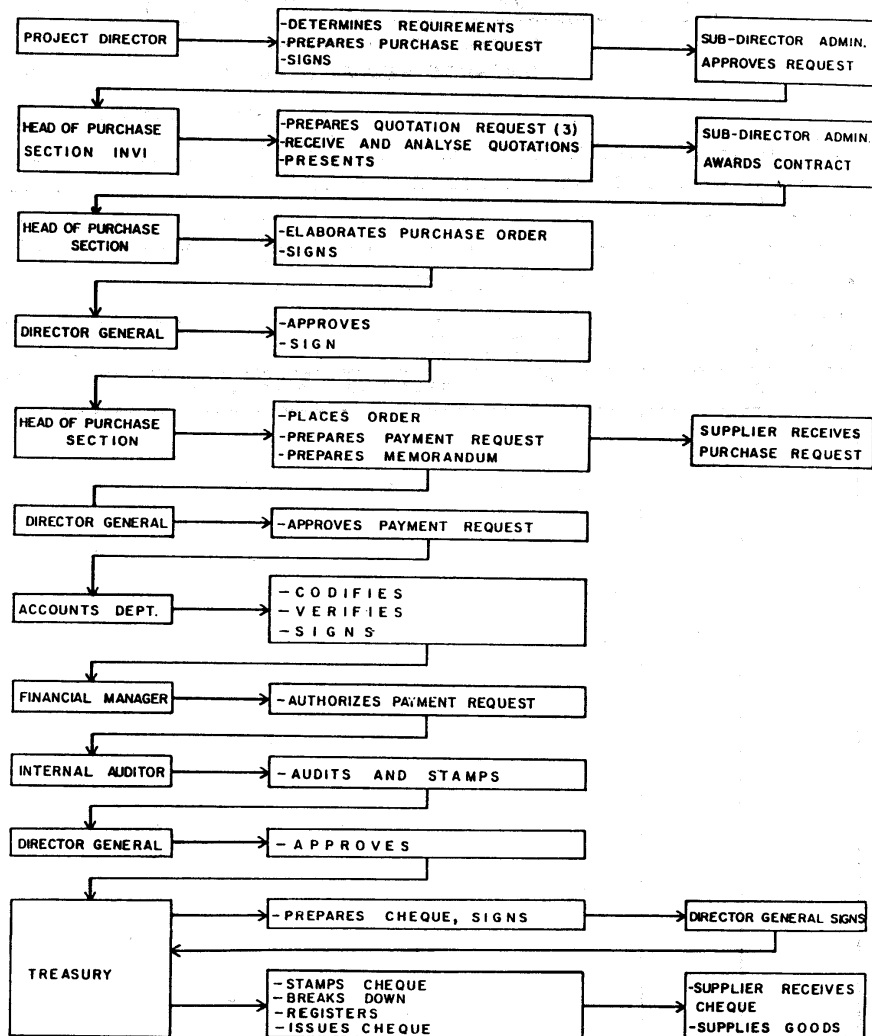 PROJECT DIRECTOR
-DETERMINES REQUIREMENTS
-PREPARES PURCHASE REQUEST
-SIGNS
SUB-DIRECTOR ADMIN.
APPROVES REQUEST
HEAD OF PURCHASE
SECTION INVI
-PREPARES QUOTATION REQUEST (3)
-RECEIVE AND ANALYSE QUOTATIONS
-PRESENTS
SUB-DIRECTOR ADMIN.
AWARDS CONTRACT
HEAD OF PURCHASE
SECTION
-ELABORATES PURCHASE ORDER
-SIGNS
DIRECTOR GENERAL
-APPROVES
-SIGN
HEAD OF PURCHASE
SECTION
-PLACES ORDER
-PREPARES PAYMENT REQUEST
-PREPARES MEMORANDUM
SUPPLIER RECEIVES
PURCHASE REQUEST
DIRECTOR GENERAL
-APPROVES PAYMENT REQUEST
ACCOUNTS DEPT.
-CODIFIES
-VERIFIES
-SIGNS
FINANCIAL MANAGER
-AUTHORIZES PAYMENT REQUEST
INTERNAL AUDITOR
-AUDITS AND STAMPS
DIRECTOR GENERAL
-APPROVES
TREASURY
-PREPARES CHEQUE, SIGNS
DIRECTOR GENERAL SIGNS
-STAMPS CHEQUE
-BREAKS DOWN
-REGISTERS
-ISSUES CHEQUE
-SUPPLIER RECEIVES
CHEQUE
-SUPPLIES GOODS